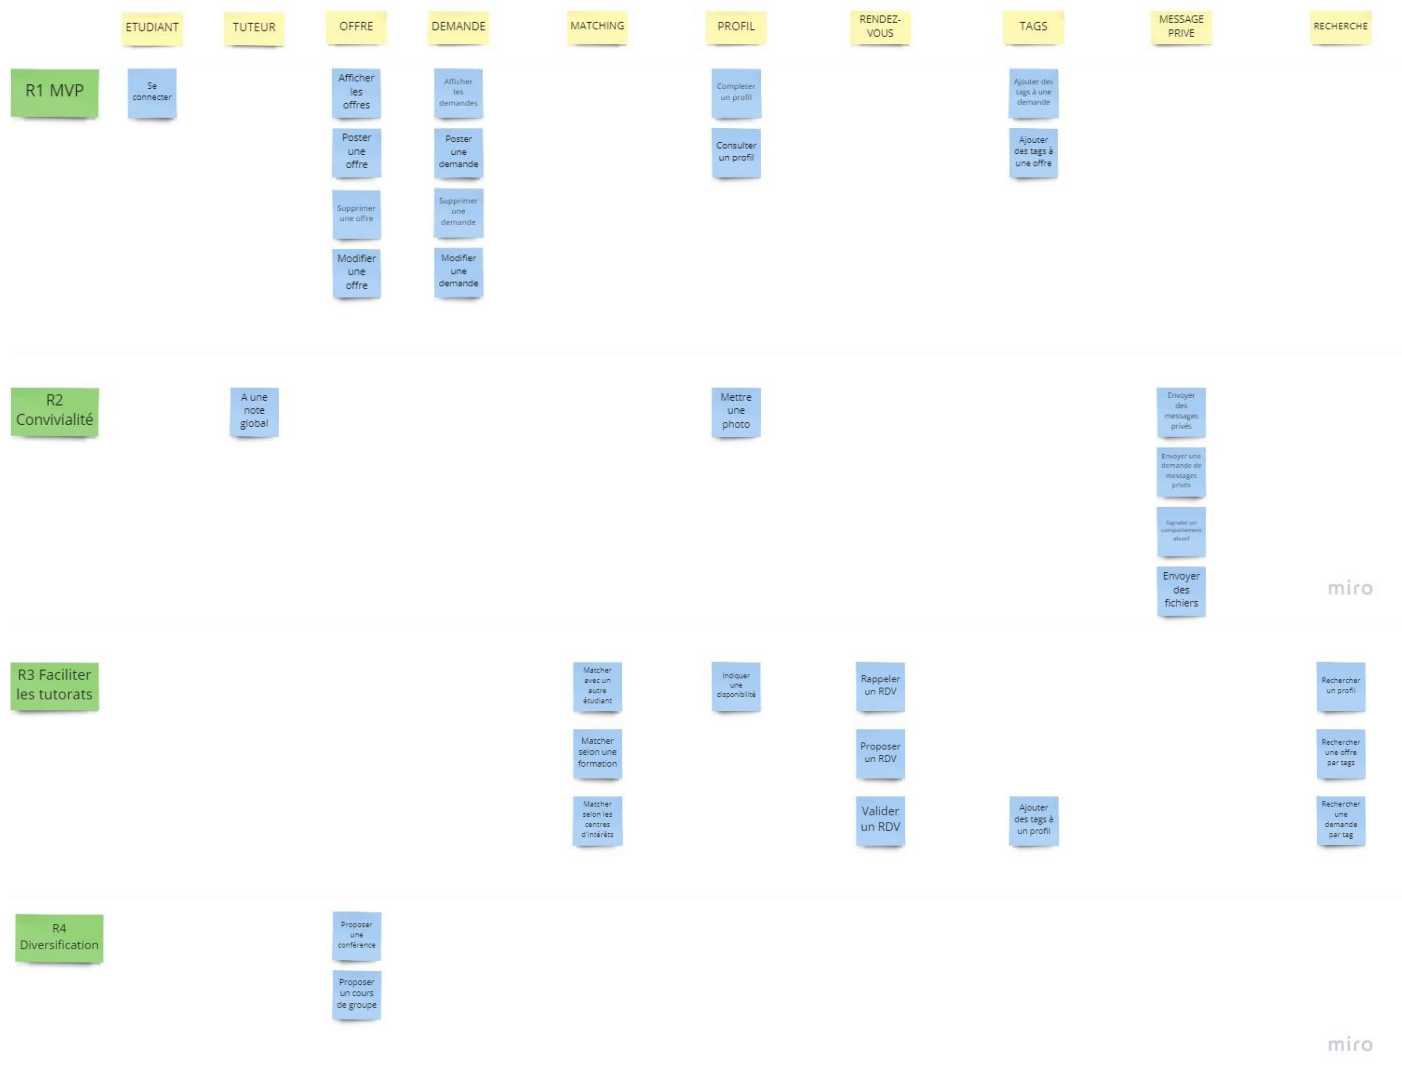 ETUDIANT
TUTEUR
OFFRE
DEMANDE
MATCHING
PROFIL
RENDEZ-
VOUS
TAGS
MESSAGE
PRIVE
RECHERCHE
R1 MVP
Se
connecter
Afficher
les
offres
Afficher
les
demandes
Completer
un profil
Ajouter des
tags à une
demande
Poster
une
offre
Poster
une
demande
Consulter
un profil
Ajouter
des tags à
une offre
Supprimer
une offre
Supprimer
une
demande
Modifier
une
offre
Modifier
une
demande
R2
Convivialité
A une
note
global
Mettre
une
photo
Envoyer
des
messages
privés
Envoyer une
demande de
messages
privés
Signaler un
comportement
abusif
Envoyer
des
fichiers
miro
R3 Faciliter
les tutorats
Matcher
avec un
autre
étudiant
Indiquer
une
disponibilité
Rappeler
un RDV
Rechercher
un profil
Matcher
selon une
formation
Proposer
un RDV
Rechercher
une offre
par tags
Matcher
selon les
centres
d'intérêts
Valider
un RDV
Ajouter
des tags à
un profil
Rechercher
une
demande
par tag
R4
Diversification
Proposer
une
conférence
Proposer
un cours
de groupe
miro